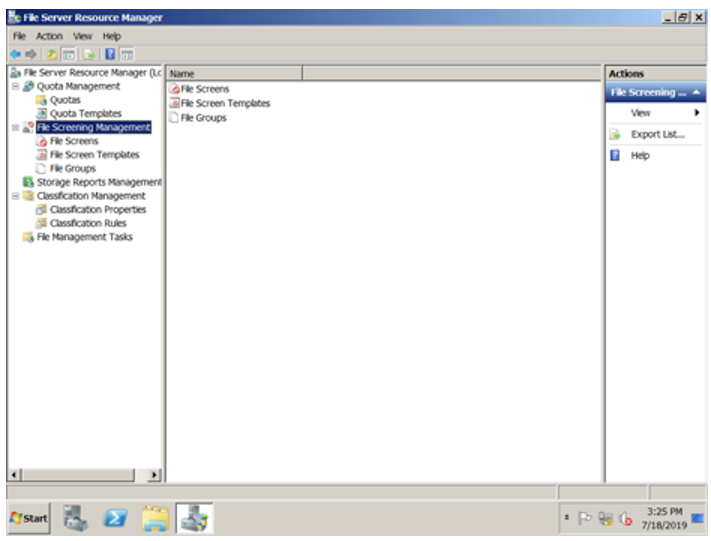 File Server Resource Manager
File Action View Help
File Server Resource Manager (Lc
Quota Management
Quotas
Quota Templates
File Screening Management
File Screens
File Screen Templates
File Groups
Storage Reports Management
Classification Management
Classification Properties
Classification Rules
File Management Tasks
Name
File Screens
File Screen Templates
File Groups
Actions
File Screening ...
View
Export List...
Help
Start
3:25 PM
7/18/2019